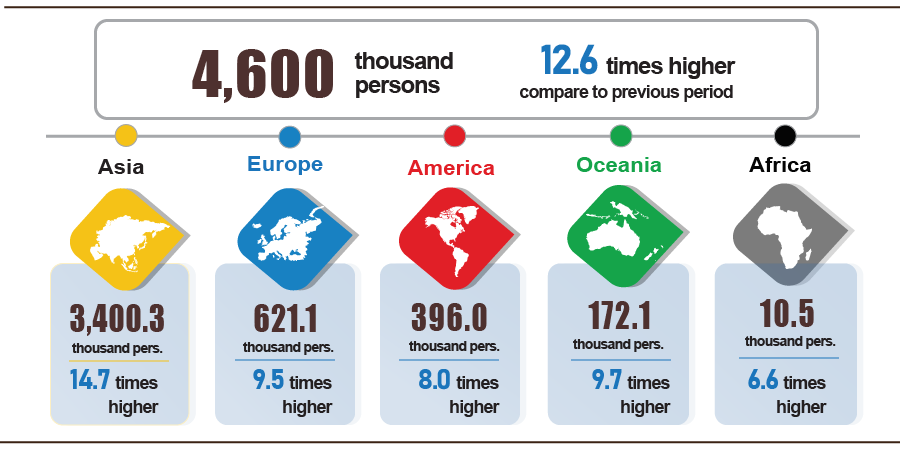 4,600 thousand persons
12.6 times higher
compare to previous period
Asia
3,400.3
thousand pers.
14.7 times
higher
Europe
621.1
thousand pers.
9.5 times
higher
America
396.0
thousand pers.
8.0 times
higher
Oceania
172.1
thousand pers.
9.7 times
higher
Africa
10.5
thousand pers.
6.6 times
higher